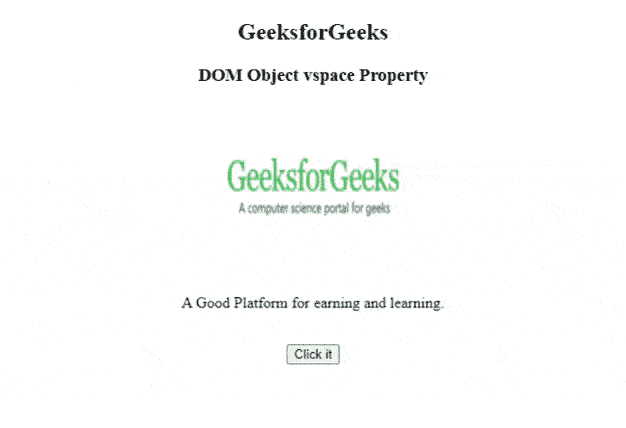 GeeksforGeeks
DOM Object vspace Property
GeeksforGeeks
A computer science portal for geeks
A Good Platform for earning and learning.
Click it